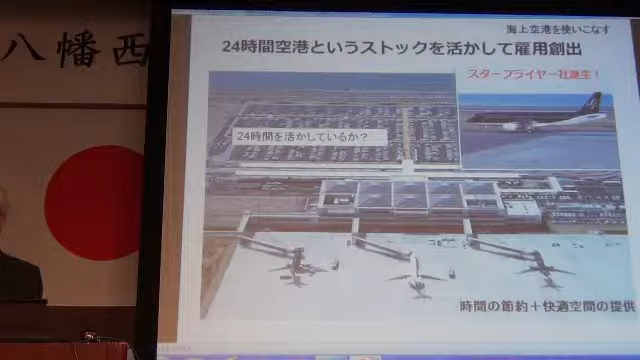 八幡西
海上空港を使いこなす
24時間空港というストックを活かして雇用創出
スターフライヤー社誕生！
24時間を活かしているか？
時間の節約＋快適空間の提供